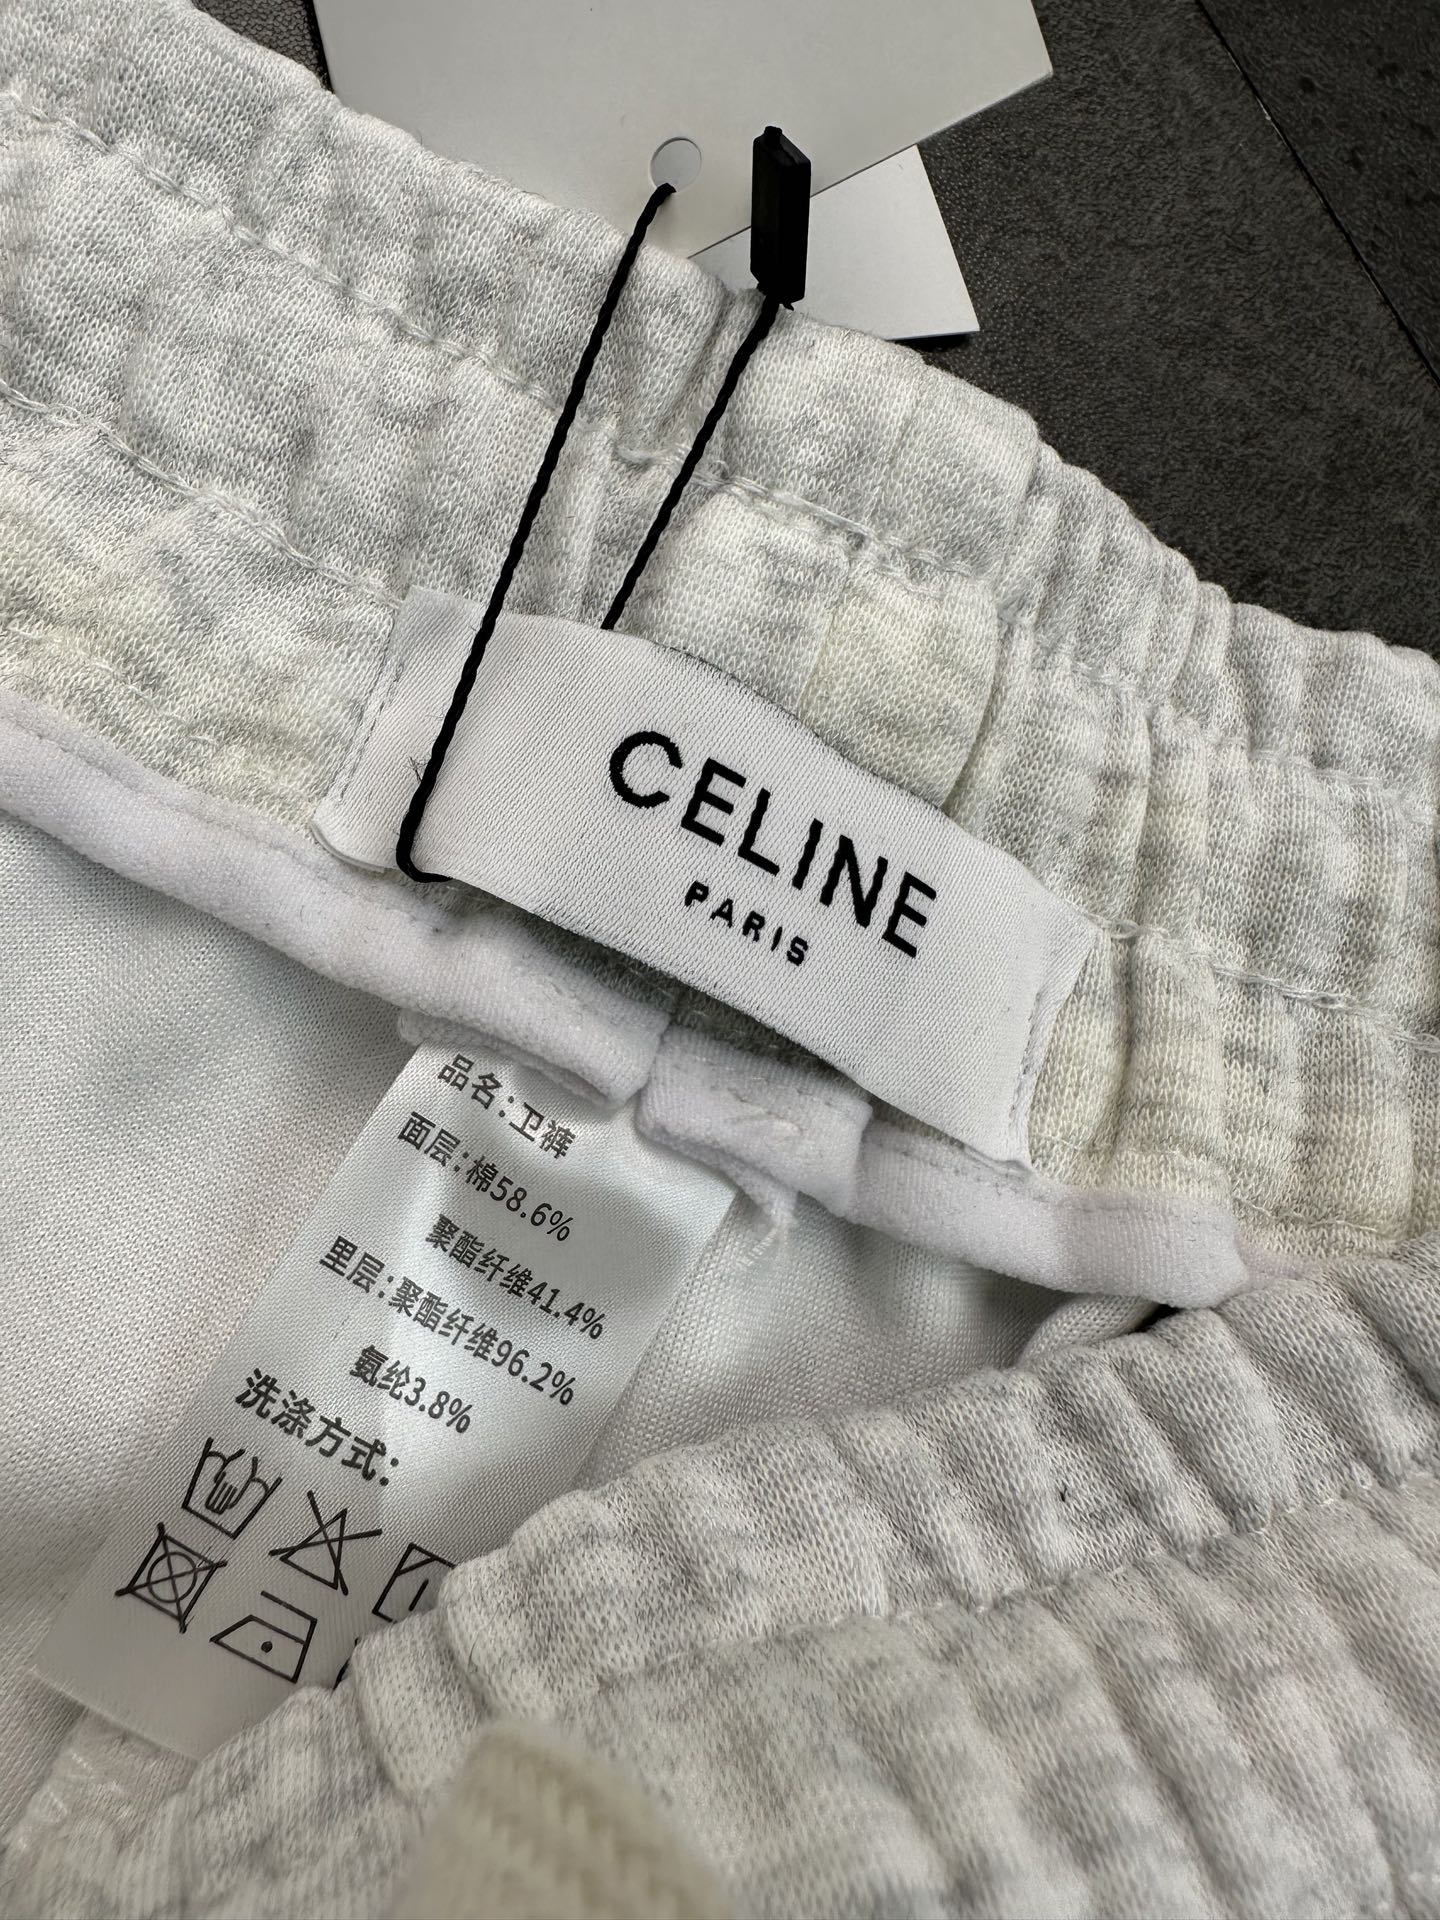 CELINE
PARIS
品名:卫裤
面层:棉58.6%
聚酯纤维41.4%
里层:聚酯纤维96.2%
氨纶3.8%
洗涤方式: